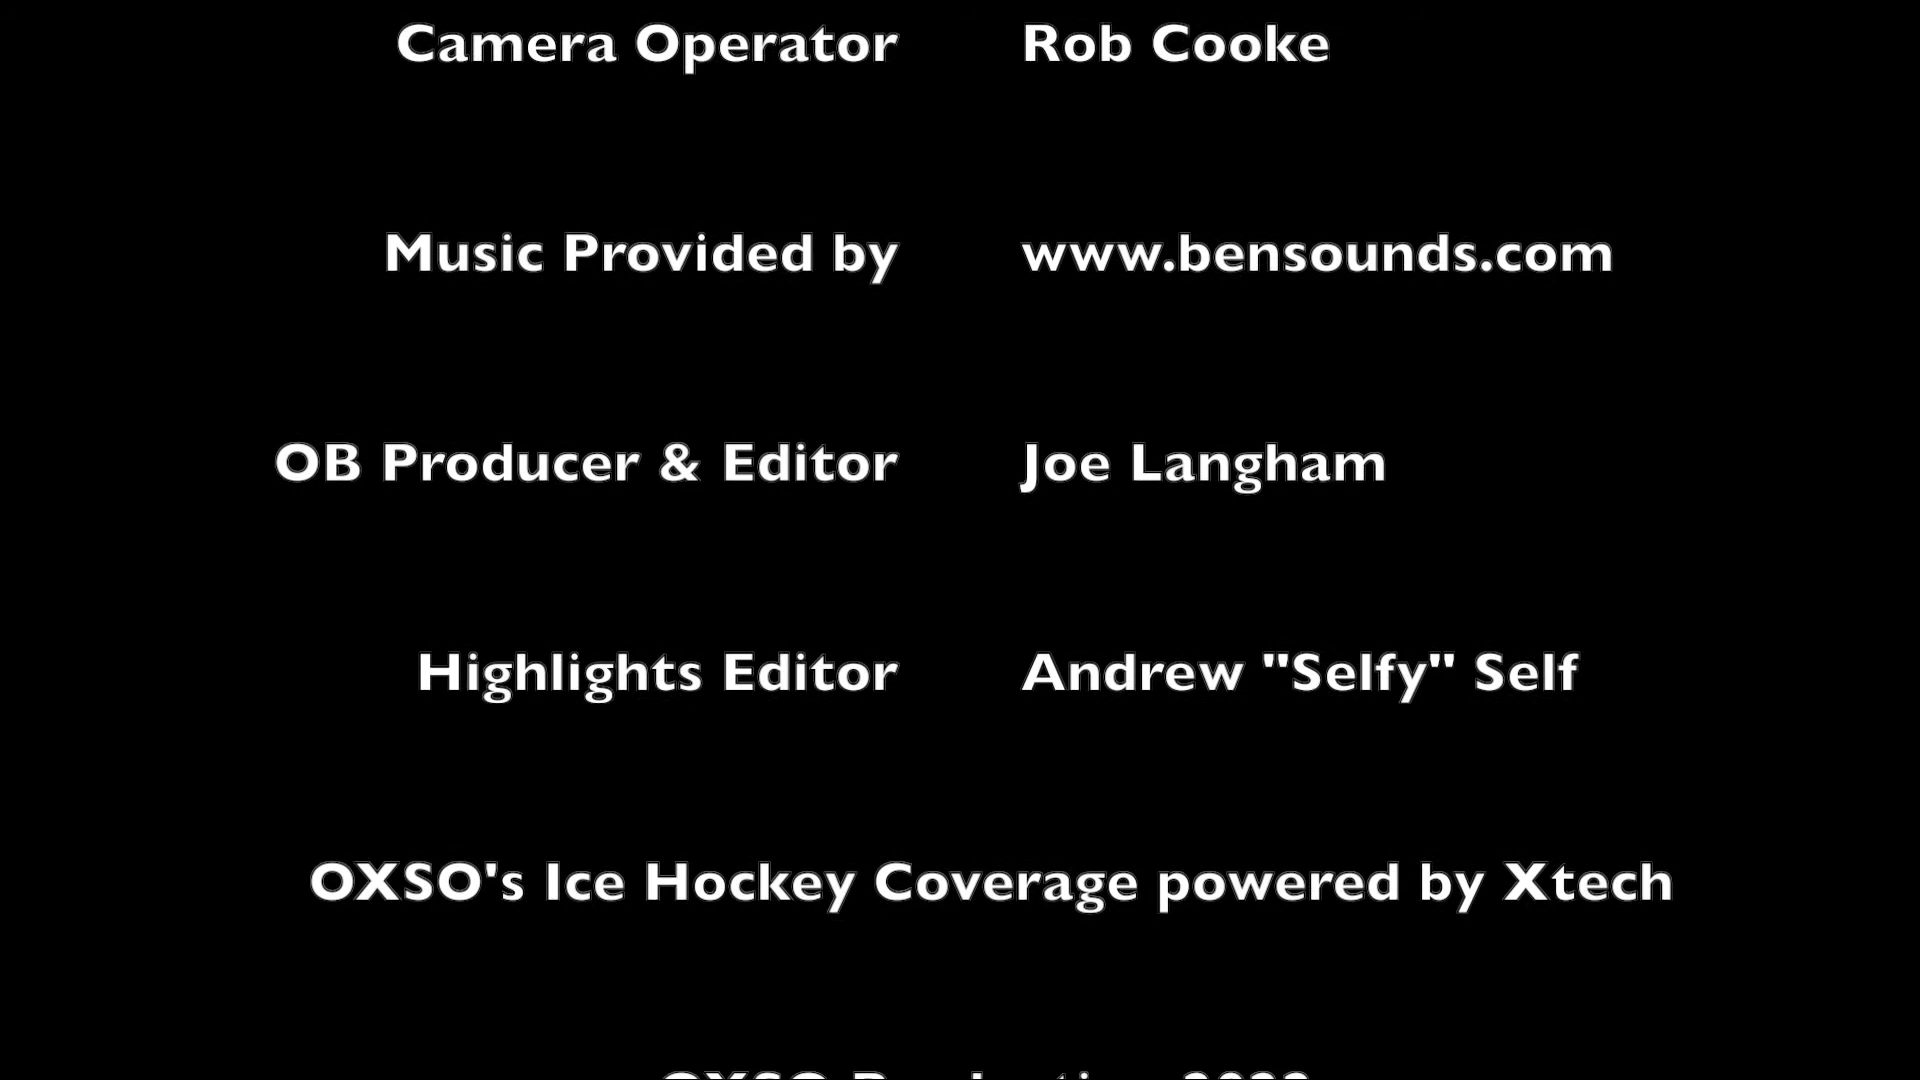 Camera Operator Rob Cooke
Music Provided by www.bensounds.com
OB Producer & Editor Joe Langham
Highlights Editor Andrew "Selfy" Self
OXSO's Ice Hockey Coverage powered by Xtech
OXSO